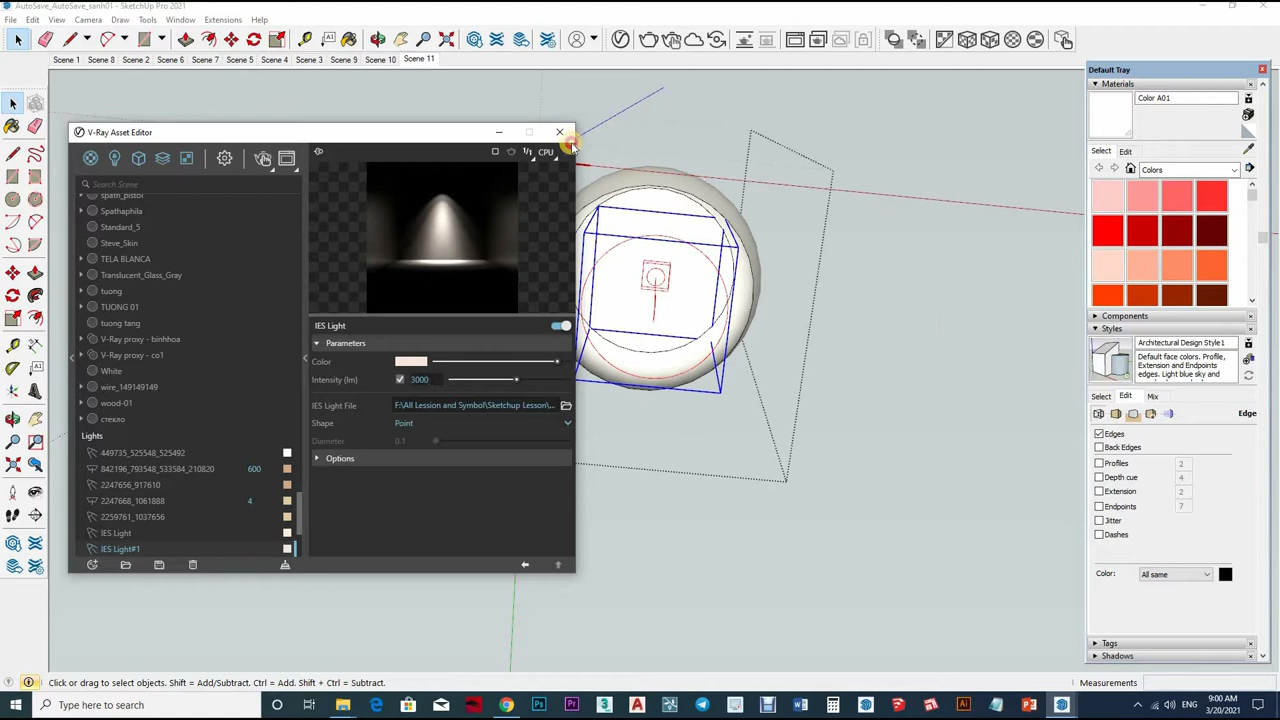 AutoSave_AutoSave_sanh01 - SketchUp Pro 2021
File Edit View Camera Draw Tools Window Extensions Help
Scene 1 Scene 8 Scene 2 Scene 6 Scene 7 Scene 5 Scene 4 Scene 3 Scene 9 Scene 10 Scene 11
Default Tray
Materials
Color A01
Select Edit
Colors
Components
Styles
Architectural Design Style1
Default face colors. Profile,
Extension and Endpoints
edges. Light blue sky and
Select Edit Mix
Edge
Edges
Back Edges
Profiles 2
Depth cue 4
Extension 2
Endpoints 7
Jitter
Dashes
Color: All same
Tags
Shadows
V-Ray Asset Editor
1/1 CPU
Search Scene
spath_pistol
Spathaphila
Standard_5
Steve_Skin
TELA BLANCA
Translucent_Glass_Gray
tuong
TUONG 01
tuong tang
V-Ray proxy - binhhoa
V-Ray proxy - co1
White
wire_149149149
wood-01
стекло
Lights
449735_525548_525492
842196_793548_533584_210820 600
2247656_917610
2247668_1061888 4
2259761_1037656
IES Light
IES Light#1
IES Light
Parameters
Color
Intensity (lm) 3000
IES Light File F:\All Lession and Symbol\Sketchup Lesson\...
Shape Point
Diameter 0.1
Options
Click or drag to select objects. Shift = Add/Subtract. Ctrl = Add. Shift + Ctrl = Subtract.
Measurements
Type here to search
ENG
9:00 AM
3/20/2021